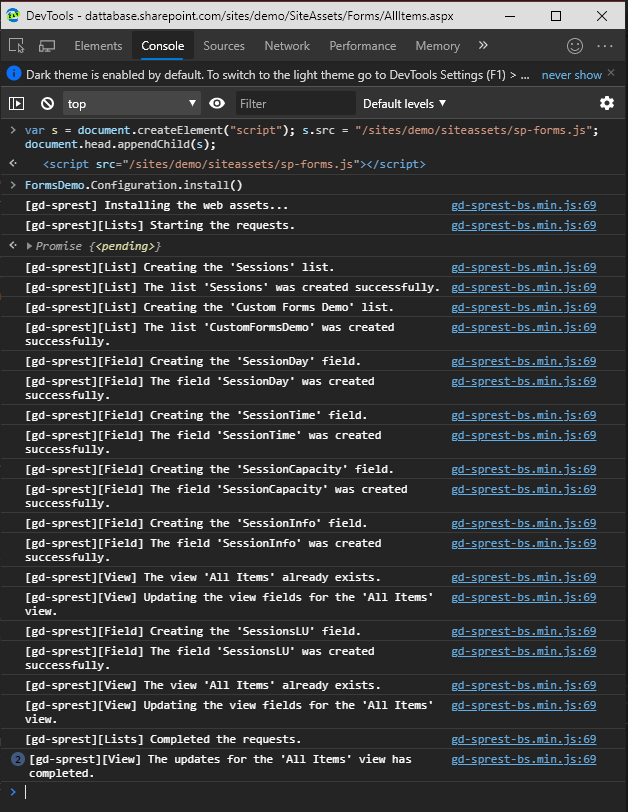 DevTools - dattabase.sharepoint.com/sites/demo/SiteAssets/Forms/AllItems.aspx
Elements Console Sources Network Performance Memory »
Dark theme is enabled by default. To switch to the light theme go to DevTools Settings (F1) > ... never show
top Filter Default levels
var s = document.createElement("script"); s.src = "/sites/demo/siteassets/sp-forms.js";
document.head.appendChild(s);
<script src="/sites/demo/siteassets/sp-forms.js"></script>
FormsDemo.Configuration.install()
[gd-sprest] Installing the web assets... gd-sprest-bs.min.js:69
[gd-sprest][Lists] Starting the requests. gd-sprest-bs.min.js:69
Promise {<pending>}
[gd-sprest][List] Creating the 'Sessions' list. gd-sprest-bs.min.js:69
[gd-sprest][List] The list 'Sessions' was created successfully. gd-sprest-bs.min.js:69
[gd-sprest][List] Creating the 'Custom Forms Demo' list. gd-sprest-bs.min.js:69
[gd-sprest][List] The list 'CustomFormsDemo' was created gd-sprest-bs.min.js:69
successfully.
[gd-sprest][Field] Creating the 'SessionDay' field. gd-sprest-bs.min.js:69
[gd-sprest][Field] The field 'SessionDay' was created gd-sprest-bs.min.js:69
successfully.
[gd-sprest][Field] Creating the 'SessionTime' field. gd-sprest-bs.min.js:69
[gd-sprest][Field] The field 'SessionTime' was created gd-sprest-bs.min.js:69
successfully.
[gd-sprest][Field] Creating the 'SessionCapacity' field. gd-sprest-bs.min.js:69
[gd-sprest][Field] The field 'SessionCapacity' was created gd-sprest-bs.min.js:69
successfully.
[gd-sprest][Field] Creating the 'SessionInfo' field. gd-sprest-bs.min.js:69
[gd-sprest][Field] The field 'SessionInfo' was created gd-sprest-bs.min.js:69
successfully.
[gd-sprest][View] The view 'All Items' already exists. gd-sprest-bs.min.js:69
[gd-sprest][View] Updating the view fields for the 'All Items' gd-sprest-bs.min.js:69
view.
[gd-sprest][Field] Creating the 'SessionsLU' field. gd-sprest-bs.min.js:69
[gd-sprest][Field] The field 'SessionsLU' was created gd-sprest-bs.min.js:69
successfully.
[gd-sprest][View] The view 'All Items' already exists. gd-sprest-bs.min.js:69
[gd-sprest][View] Updating the view fields for the 'All Items' gd-sprest-bs.min.js:69
view.
[gd-sprest][Lists] Completed the requests. gd-sprest-bs.min.js:69
2 [gd-sprest][View] The updates for the 'All Items' view has gd-sprest-bs.min.js:69
completed.